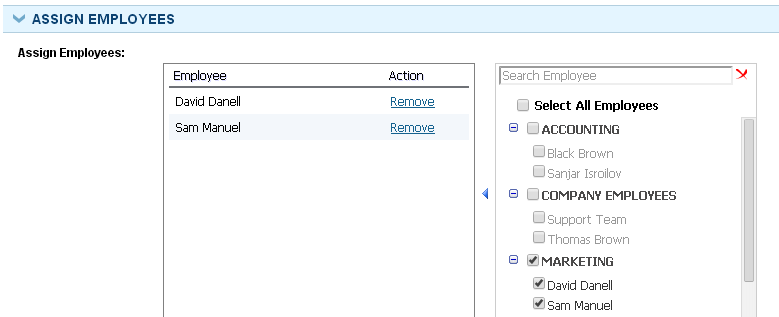 ASSIGN EMPLOYEES
Assign Employees:
Employee Action
David Danell Remove
Sam Manuel Remove
Search Employee
Select All Employees
ACCOUNTING
Black Brown
Sanjar Isroilov
COMPANY EMPLOYEES
Support Team
Thomas Brown
MARKETING
David Danell
Sam Manuel